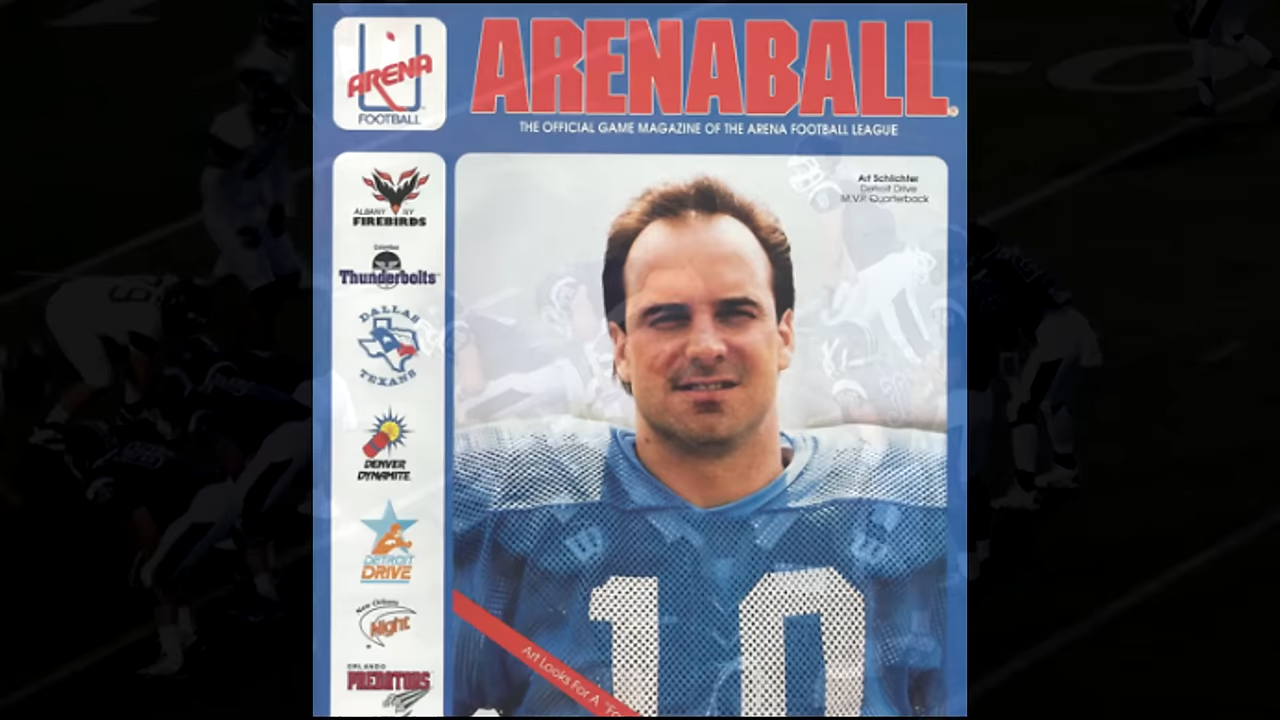 ARENA
FOOTBALL
ARENABALL
THE OFFICIAL GAME MAGAZINE OF THE ARENA FOOTBALL LEAGUE
Art Schlichter
Detroit Drive
M.V.P. Quarterback
ALBANY NY
FIREBIRDS
Columbus
Thunderbolts
DALLAS
TEXANS
DENVER
DYNAMITE
DETROIT
DRIVE
New Orleans
Night
ORLANDO
PREDATORS
10
Art Looks For A "Fo